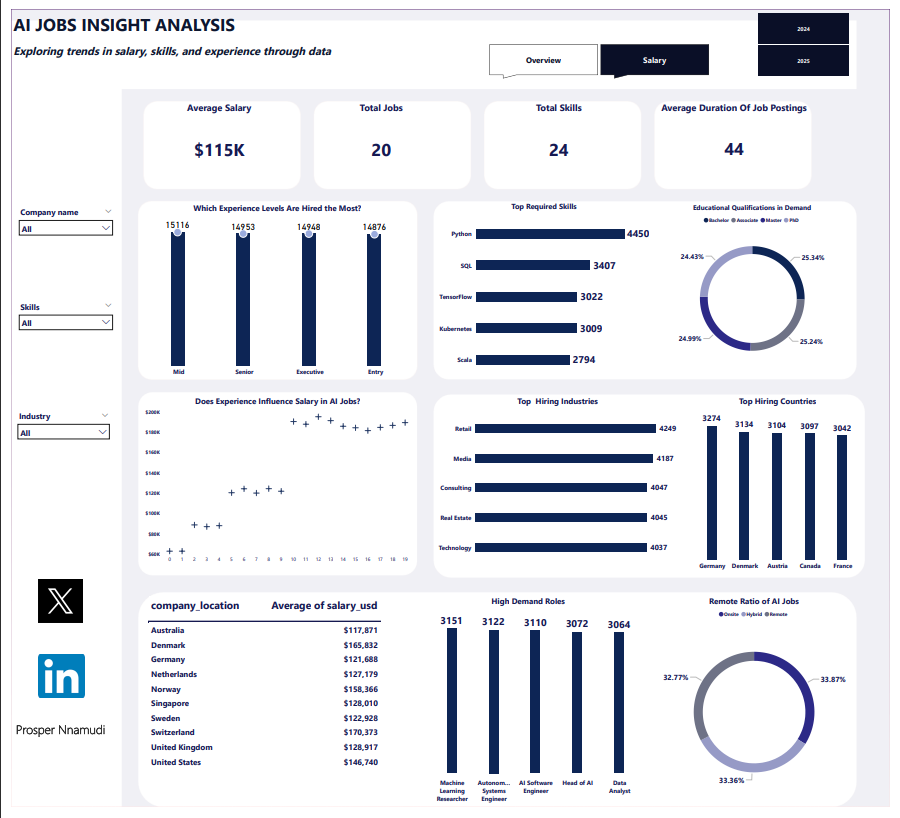 AI JOBS INSIGHT ANALYSIS
Exploring trends in salary, skills, and experience through data
Overview
Salary
2024
2025
Average Salary
$115K
Total Jobs
20
Total Skills
24
Average Duration Of Job Postings
44
Company name
All
Skills
All
Industry
All
Which Experience Levels Are Hired the Most?
15116
14953
14948
14876
Mid
Senior
Executive
Entry
Top Required Skills
Python
4450
SQL
3407
TensorFlow
3022
Kubernetes
3009
Scala
2794
Educational Qualifications in Demand
Bachelor
Associate
Master
PhD
24.43%
25.34%
24.99%
25.24%
Does Experience Influence Salary in AI Jobs?
$200K
$180K
$160K
$140K
$120K
$100K
$80K
$60K
0 1 2 3 4 5 6 7 8 9 10 11 12 13 14 15 16 17 18 19
Top Hiring Industries
Retail
4249
Media
4187
Consulting
4047
Real Estate
4045
Technology
4037
Top Hiring Countries
3274
3134
3104
3097
3042
Germany
Denmark
Austria
Canada
France
X
in
Prosper Nnamudi
company_location
Average of salary_usd
Australia
$117,871
Denmark
$165,832
Germany
$121,688
Netherlands
$127,179
Norway
$158,366
Singapore
$128,010
Sweden
$122,928
Switzerland
$170,373
United Kingdom
$128,917
United States
$146,740
High Demand Roles
3151
3122
3110
3072
3064
Machine
Learning
Researcher
Autonom...
Systems
Engineer
AI Software
Engineer
Head of AI
Data
Analyst
Remote Ratio of AI Jobs
Onsite
Hybrid
Remote
32.77%
33.87%
33.36%